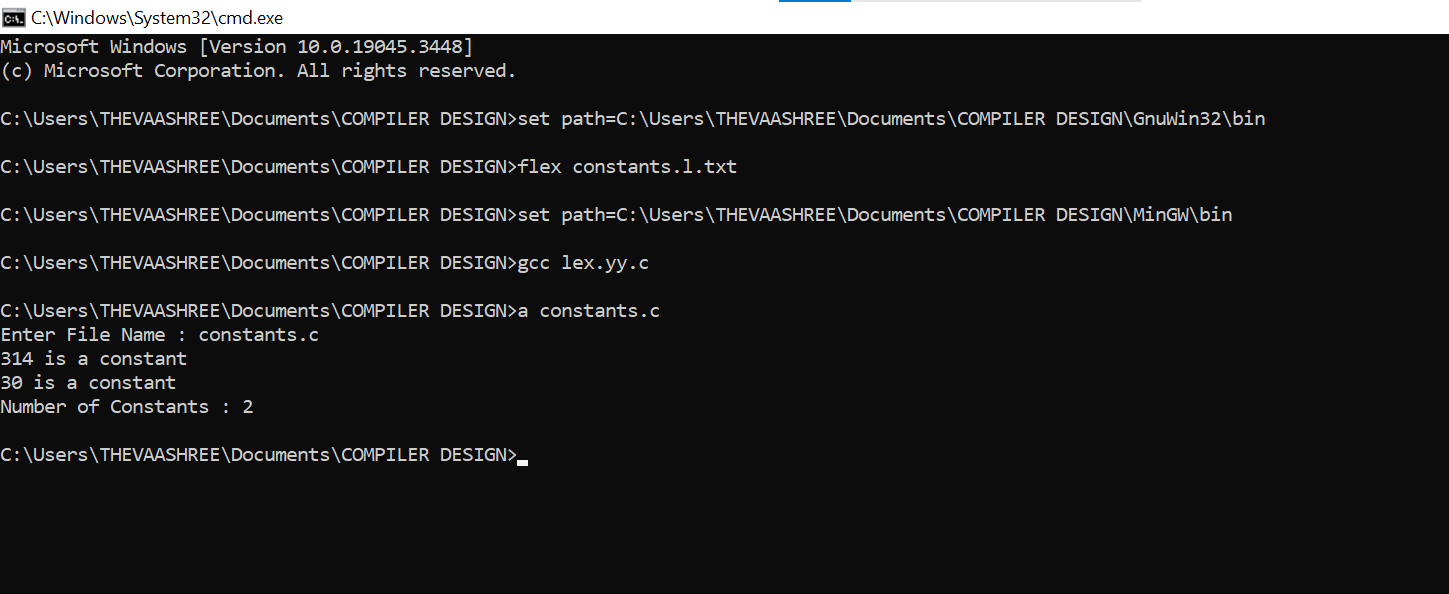 C:\Windows\System32\cmd.exe
Microsoft Windows [Version 10.0.19045.3448]
(c) Microsoft Corporation. All rights reserved.
C:\Users\THEVAASHREE\Documents\COMPILER DESIGN>set path=C:\Users\THEVAASHREE\Documents\COMPILER DESIGN\GnuWin32\bin
C:\Users\THEVAASHREE\Documents\COMPILER DESIGN>flex constants.l.txt
C:\Users\THEVAASHREE\Documents\COMPILER DESIGN>set path=C:\Users\THEVAASHREE\Documents\COMPILER DESIGN\MinGW\bin
C:\Users\THEVAASHREE\Documents\COMPILER DESIGN>gcc lex.yy.c
C:\Users\THEVAASHREE\Documents\COMPILER DESIGN>a constants.c
Enter File Name : constants.c
314 is a constant
30 is a constant
Number of Constants : 2
C:\Users\THEVAASHREE\Documents\COMPILER DESIGN>